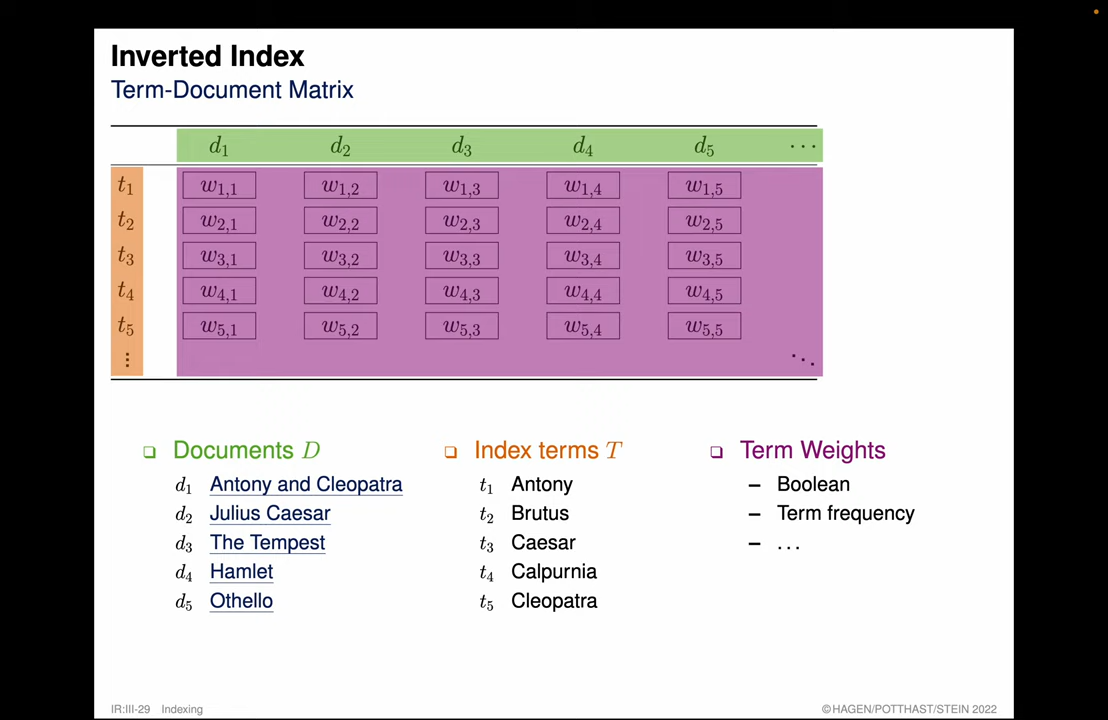 Inverted Index
Term-Document Matrix
d1 d2 d3 d4 d5 ···
t1 w1,1 w1,2 w1,3 w1,4 w1,5
t2 w2,1 w2,2 w2,3 w2,4 w2,5
t3 w3,1 w3,2 w3,3 w3,4 w3,5
t4 w4,1 w4,2 w4,3 w4,4 w4,5
t5 w5,1 w5,2 w5,3 w5,4 w5,5
⋮ ⋱
❑ Documents D
d1 Antony and Cleopatra
d2 Julius Caesar
d3 The Tempest
d4 Hamlet
d5 Othello
❑ Index terms T
t1 Antony
t2 Brutus
t3 Caesar
t4 Calpurnia
t5 Cleopatra
❑ Term Weights
– Boolean
– Term frequency
– ...
IR:III-29 Indexing
©HAGEN/POTTHAST/STEIN 2022